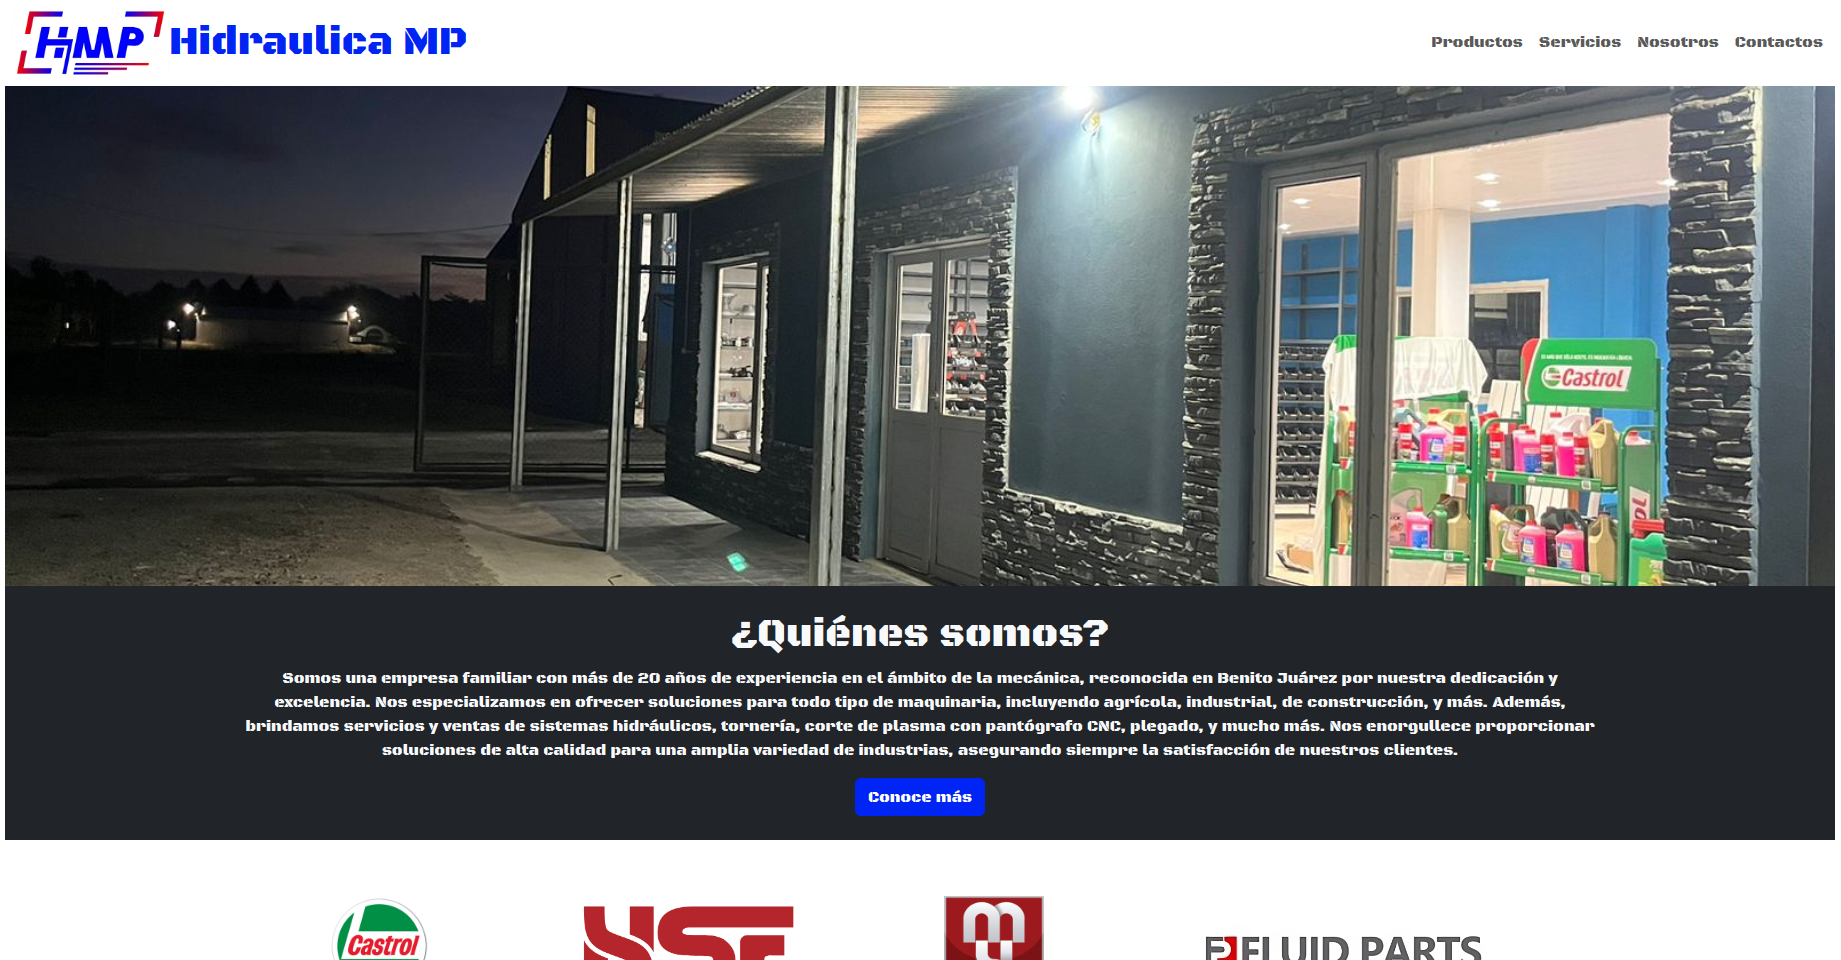 HMP Hidraulica MP
Productos Servicios Nosotros Contactos
Castrol
¿Quiénes somos?
Somos una empresa familiar con más de 20 años de experiencia en el ámbito de la mecánica, reconocida en Benito Juárez por nuestra dedicación y
excelencia. Nos especializamos en ofrecer soluciones para todo tipo de maquinaria, incluyendo agrícola, industrial, de construcción, y más. Además,
brindamos servicios y ventas de sistemas hidráulicos, tornería, corte de plasma con pantógrafo CNC, plegado, y mucho más. Nos enorgullece proporcionar
soluciones de alta calidad para una amplia variedad de industrias, asegurando siempre la satisfacción de nuestros clientes.
Conoce más
Castrol
FLUID PARTS